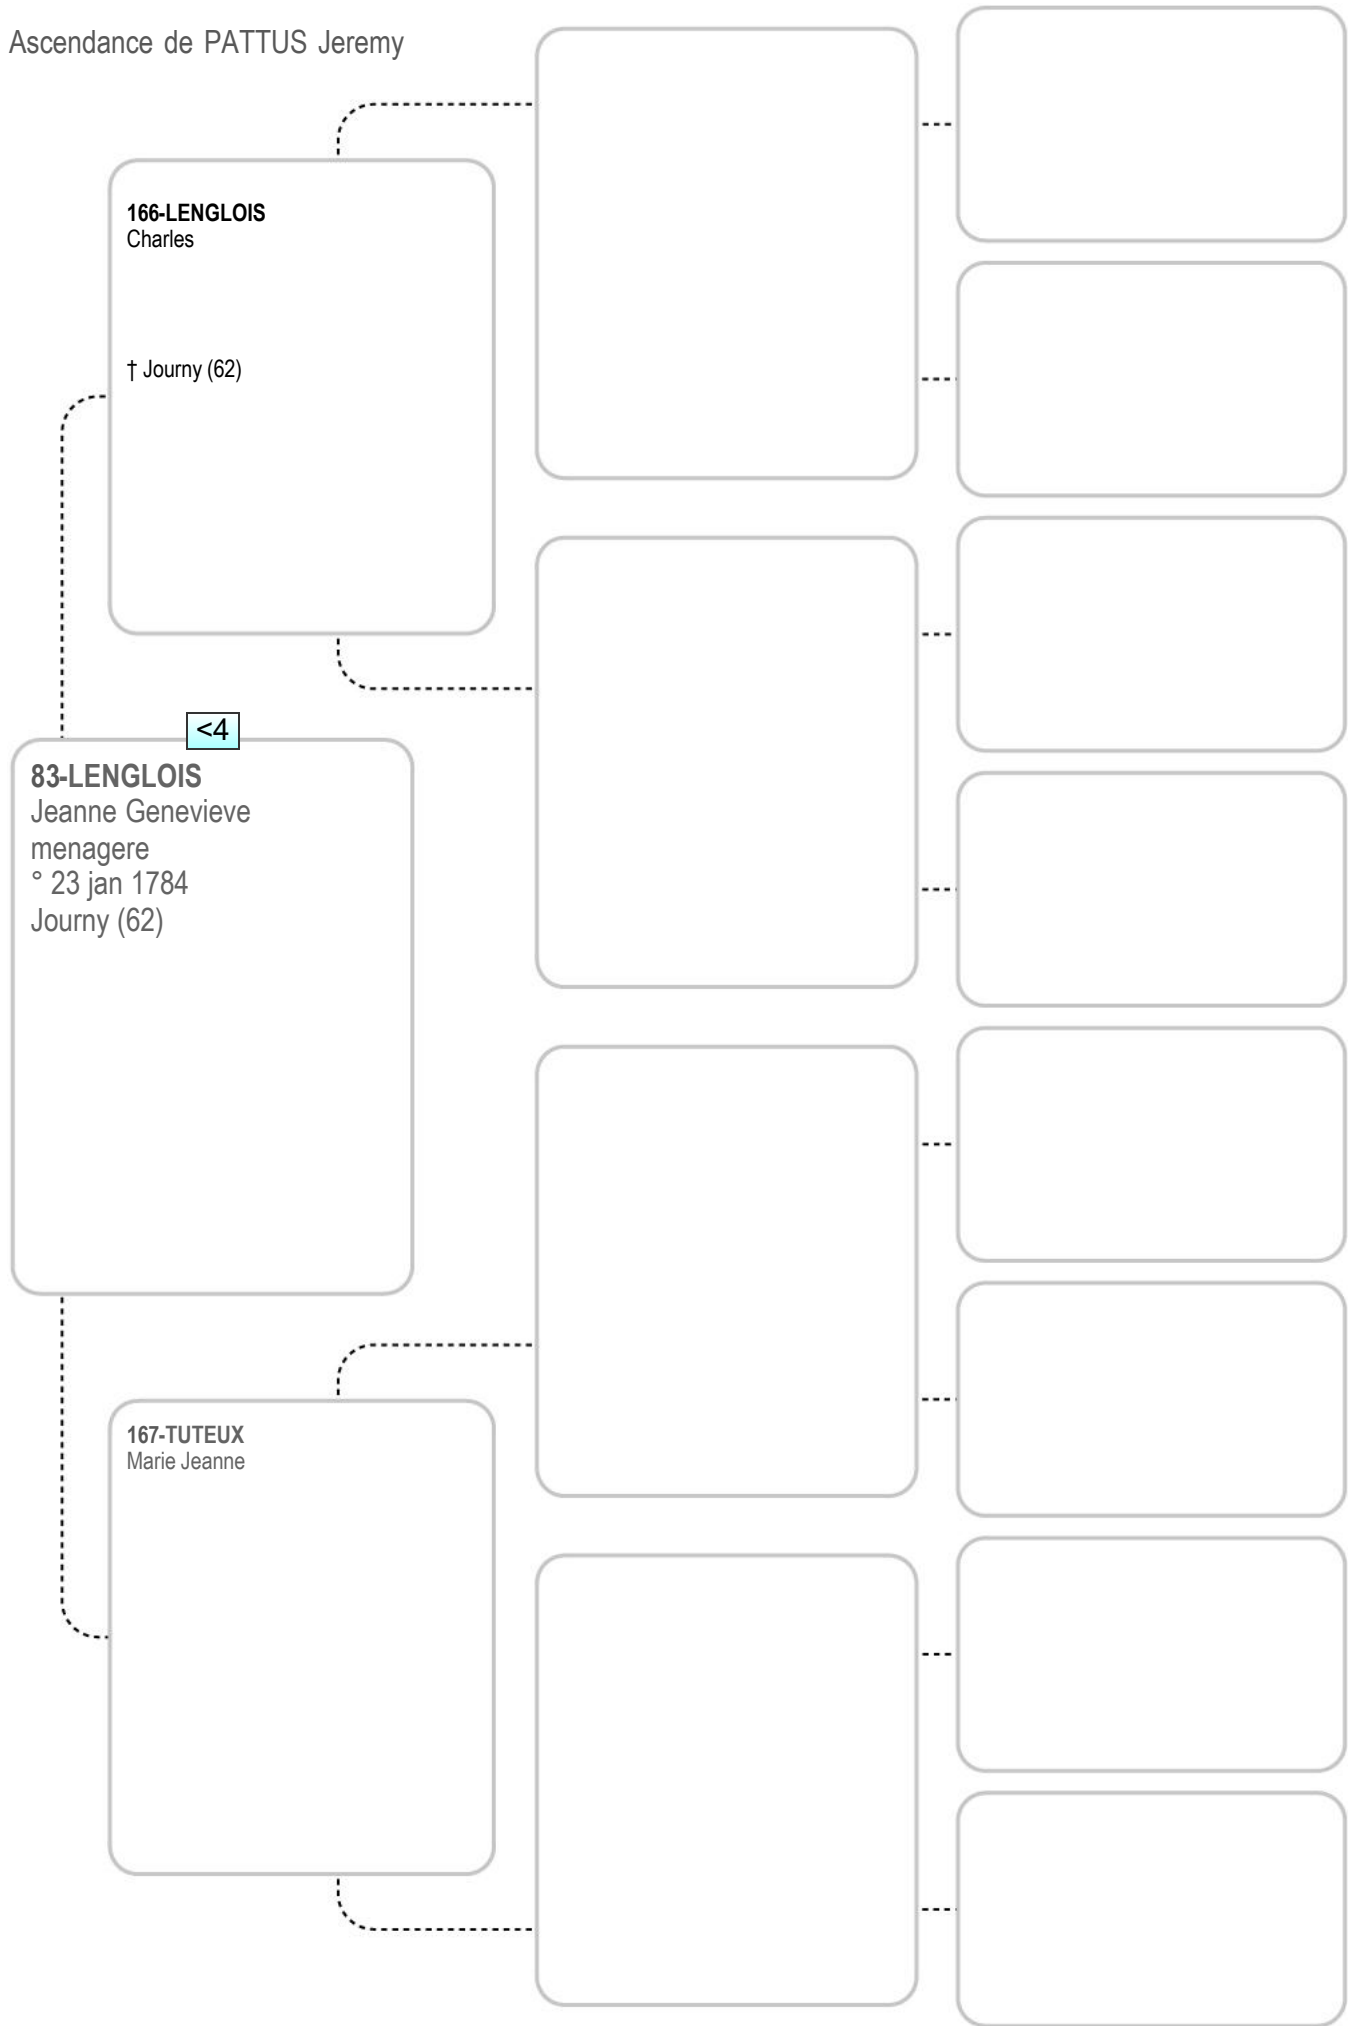 Ascendance de PATTUS Jeremy
166-LENGLOIS
Charles
† Journy (62)
<4
83-LENGLOIS
Jeanne Genevieve
menagere
° 23 jan 1784
Journy (62)
167-TUTEUX
Marie Jeanne